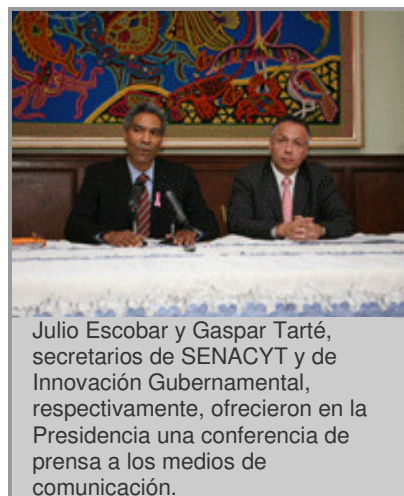 Julio Escobar y Gaspar Tarté,
secretarios de SENACYT y de
Innovación Gubernamental,
respectivamente, ofrecieron en la
Presidencia una conferencia de
prensa a los medios de
comunicación.